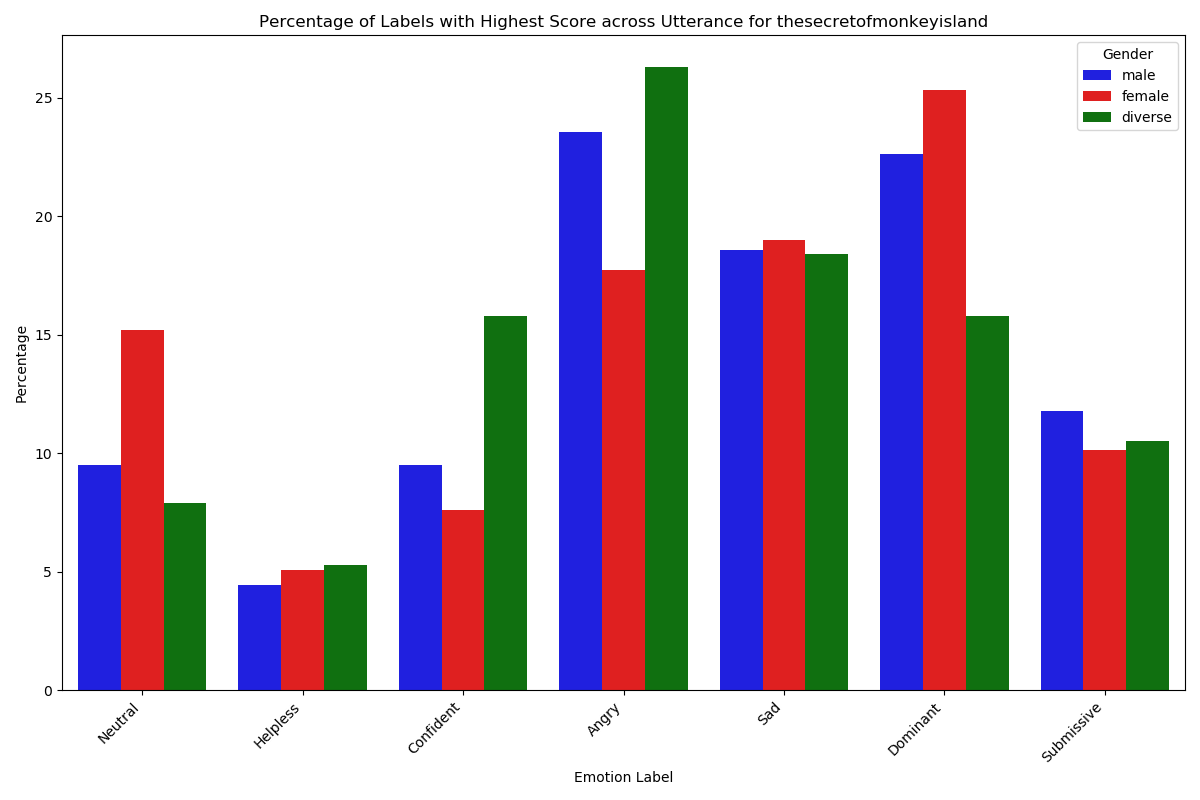 Percentage of Labels with Highest Score across Utterance for thesecretofmonkeyisland
Gender
male
female
diverse
Percentage
25
20
15
10
5
0
Neutral
Helpless
Confident
Angry
Sad
Dominant
Submissive
Emotion Label